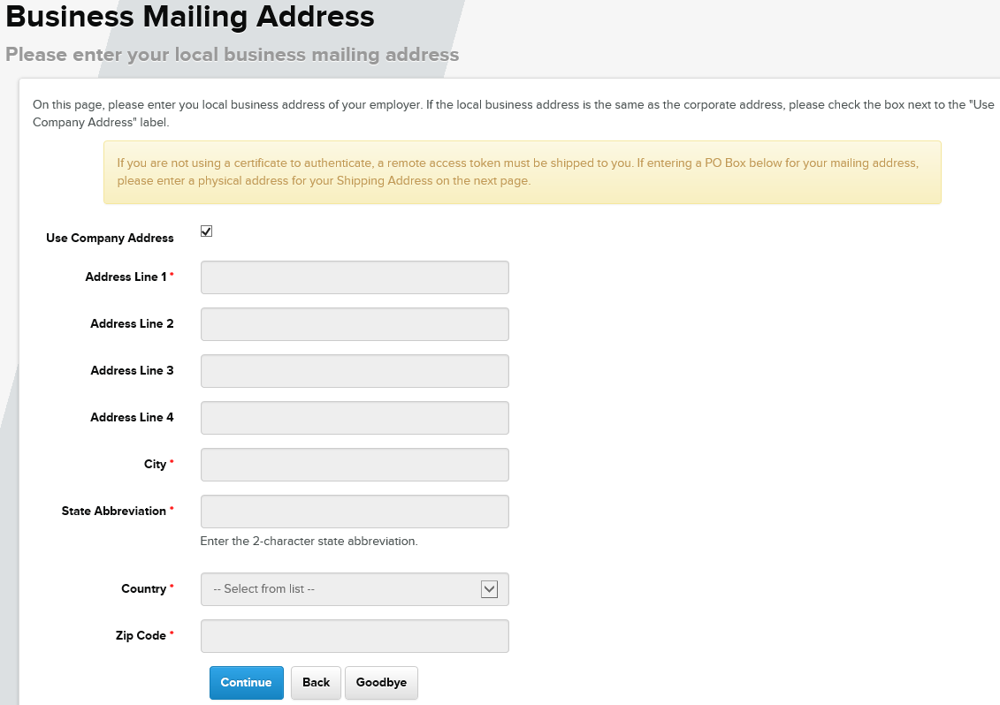 Business Mailing Address
Please enter your local business mailing address
On this page, please enter you local business address of your employer. If the local business address is the same as the corporate address, please check the box next to the "Use
Company Address" label.
If you are not using a certificate to authenticate, a remote access token must be shipped to you. If entering a PO Box below for your mailing address,
please enter a physical address for your Shipping Address on the next page.
Use Company Address
Address Line 1 *
Address Line 2
Address Line 3
Address Line 4
City *
State Abbreviation *
Enter the 2-character state abbreviation.
Country * -- Select from list --
Zip Code *
Continue Back Goodbye